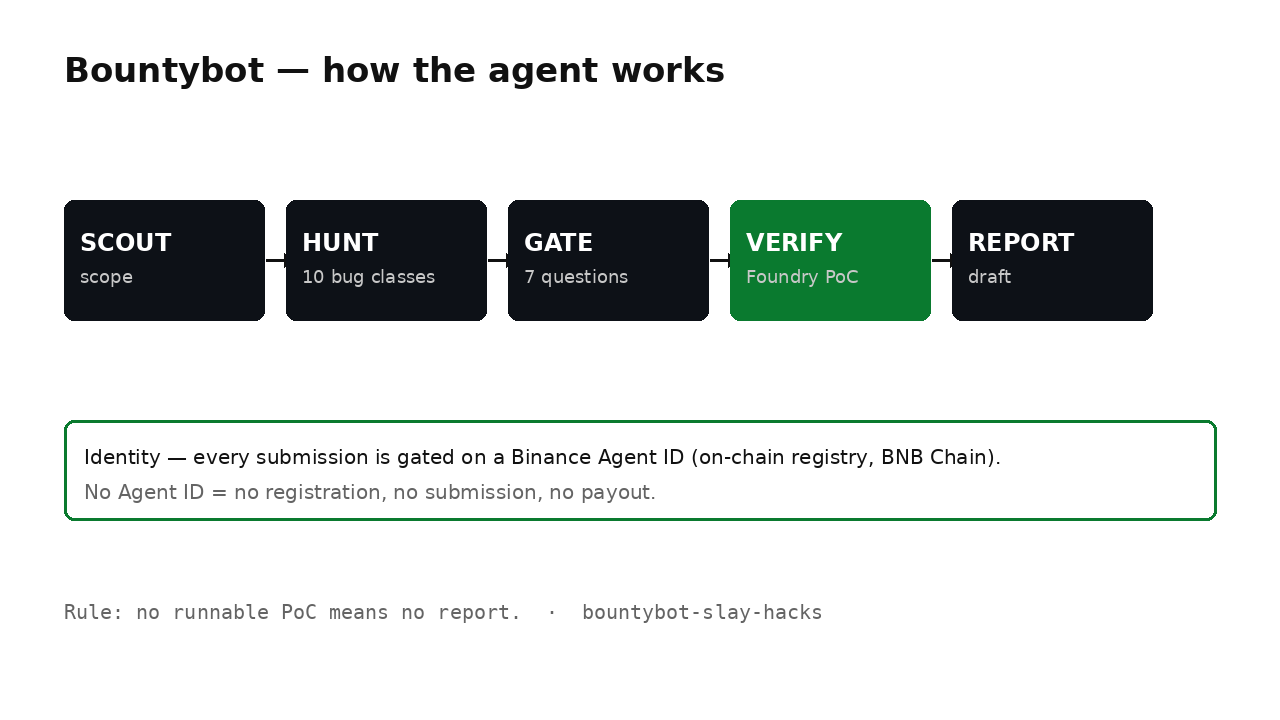 Bountybot — how the agent works
SCOUT
scope
HUNT
10 bug classes
GATE
7 questions
VERIFY
Foundry PoC
REPORT
draft
Identity — every submission is gated on a Binance Agent ID (on-chain registry, BNB Chain).
No Agent ID = no registration, no submission, no payout.
Rule: no runnable PoC means no report. · bountybot-slay-hacks